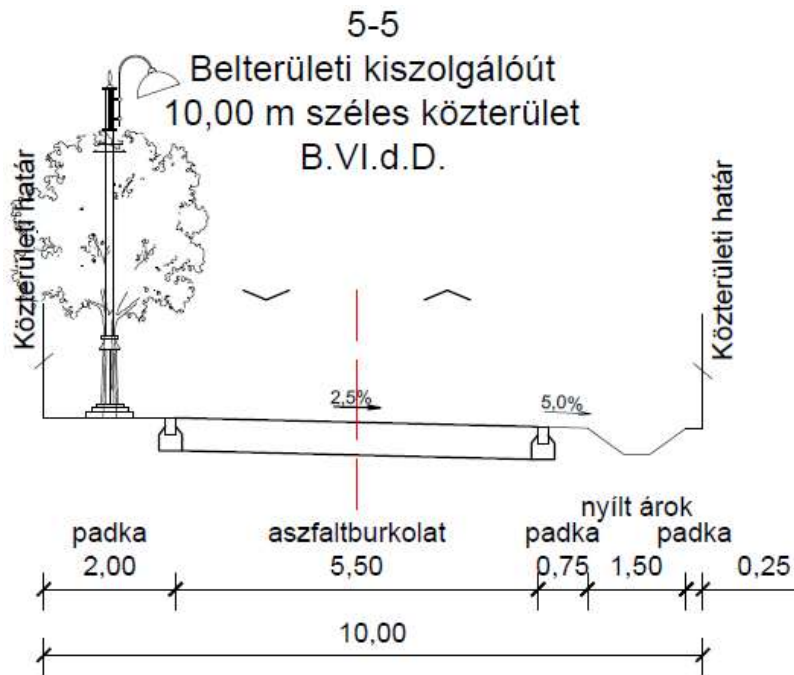 5-5
Belterületi kiszolgálóút
10,00 m széles közterület
B.VI.d.D.
Közterületi határ
Közterületi határ
2,5%
5,0%
nyílt árok
padka aszfaltburkolat padka padka
2,00 5,50 0,75 1,50 0,25
10,00